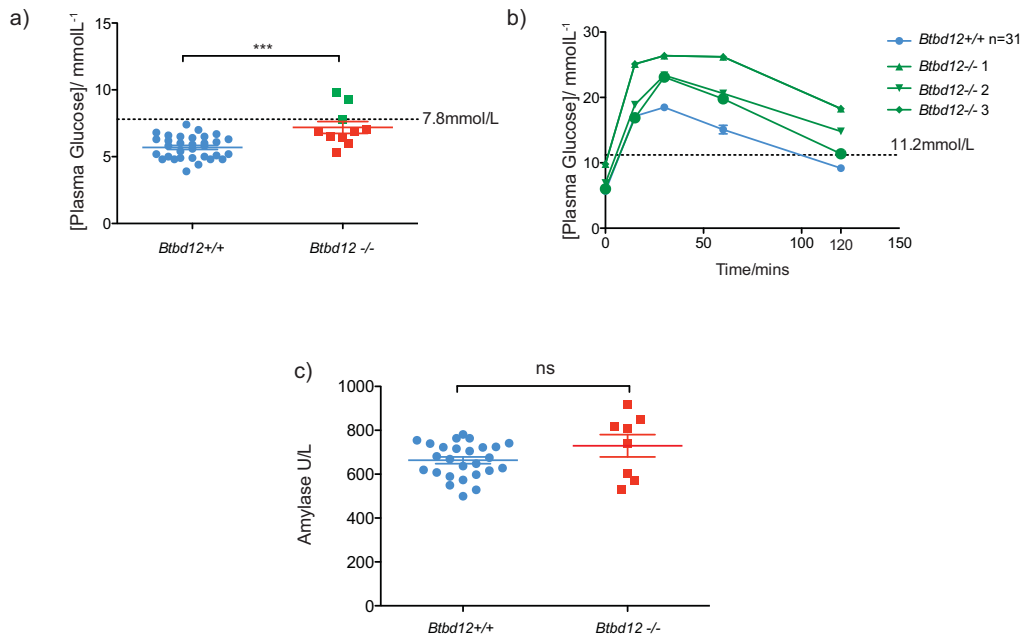 a)
[Plasma Glucose]/ mmolL⁻¹
15
10
5
0
***
7.8mmol/L
Btbd12+/+
Btbd12 -/-
b)
[Plasma Glucose]/ mmolL⁻¹
30
20
10
0
11.2mmol/L
0
50
100
120
150
Time/mins
Btbd12+/+ n=31
Btbd12-/- 1
Btbd12-/- 2
Btbd12-/- 3
c)
Amylase U/L
1000
800
600
400
200
0
ns
Btbd12+/+
Btbd12 -/-